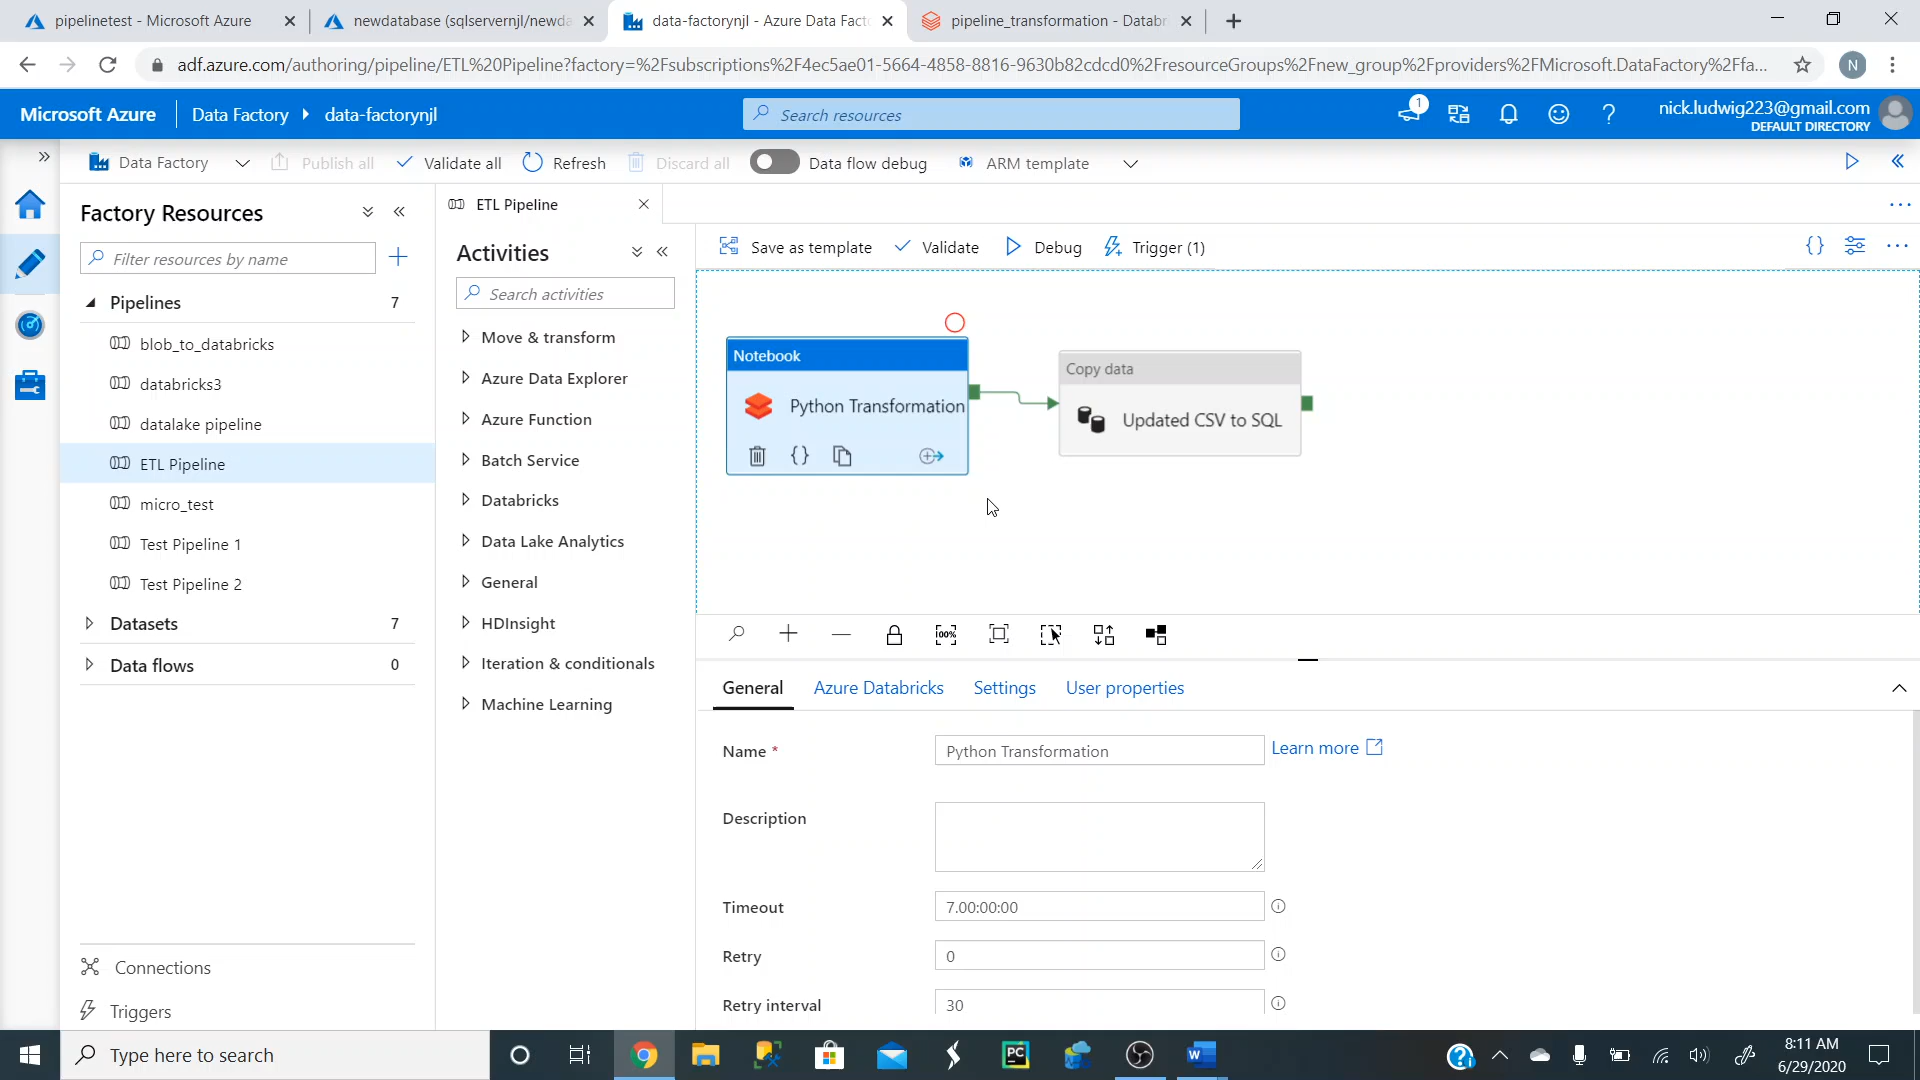 pipelinetest - Microsoft Azure
newdatabase (sqlservernjl/newda
data-factorynjl - Azure Data Fact
pipeline_transformation - Databr
adf.azure.com/authoring/pipeline/ETL%20Pipeline?factory=%2Fsubscriptions%2F4ec5ae01-5664-4858-8816-9630b82cdcd0%2FresourceGroups%2Fnew_group%2Fproviders%2FMicrosoft.DataFactory%2Ffa...
N
Microsoft Azure
Data Factory
data-factorynjl
Search resources
1
nick.ludwig223@gmail.com
DEFAULT DIRECTORY
Data Factory
Publish all
Validate all
Refresh
Discard all
Data flow debug
ARM template
Factory Resources
Filter resources by name
Pipelines 7
blob_to_databricks
databricks3
datalake pipeline
ETL Pipeline
micro_test
Test Pipeline 1
Test Pipeline 2
Datasets 7
Data flows 0
Connections
Triggers
ETL Pipeline
Activities
Search activities
Move & transform
Azure Data Explorer
Azure Function
Batch Service
Databricks
Data Lake Analytics
General
HDInsight
Iteration & conditionals
Machine Learning
Save as template
Validate
Debug
Trigger (1)
Notebook
Python Transformation
Copy data
Updated CSV to SQL
100%
General
Azure Databricks
Settings
User properties
Name *
Python Transformation
Learn more
Description
Timeout
7.00:00:00
Retry
0
Retry interval
30
Type here to search
PC
W
8:11 AM
6/29/2020